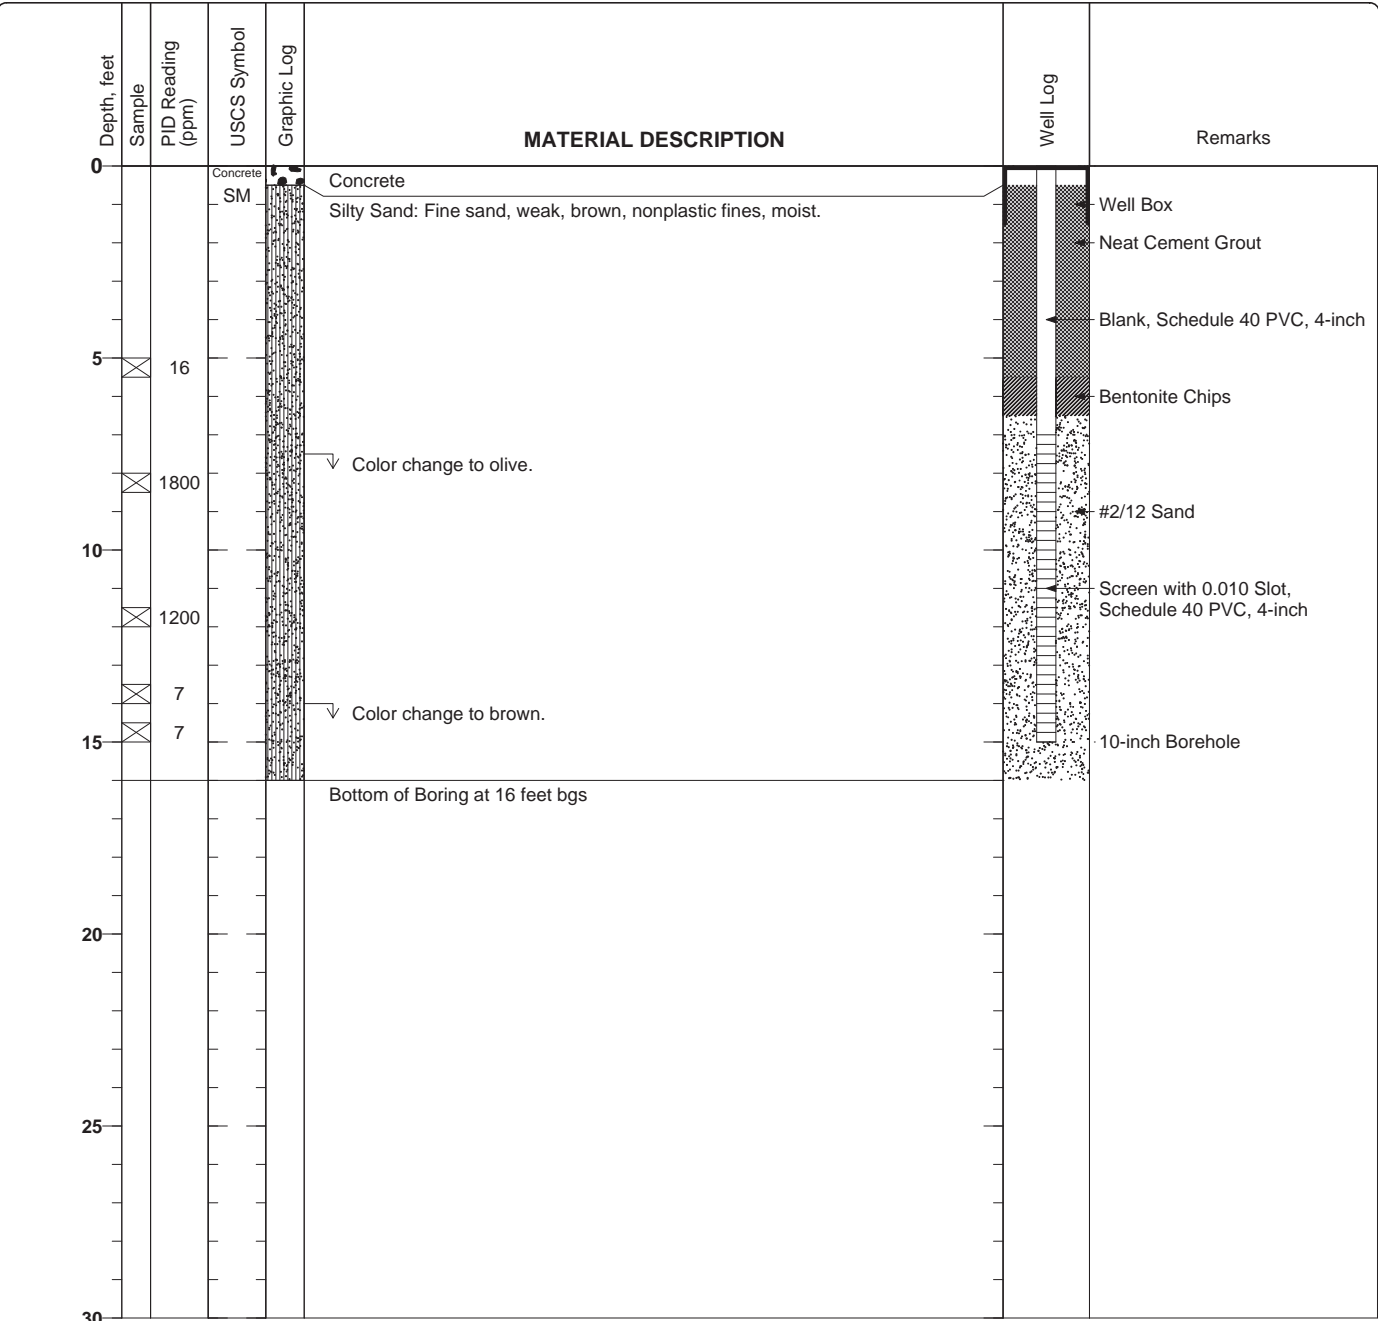 Depth, feet
Sample
PID Reading
(ppm)
USCS Symbol
Graphic Log
MATERIAL DESCRIPTION
Well Log
Remarks
0
Concrete
SM
Concrete
Silty Sand: Fine sand, weak, brown, nonplastic fines, moist.
Well Box
Neat Cement Grout
Blank, Schedule 40 PVC, 4-inch
5
16
Bentonite Chips
Color change to olive.
1800
#2/12 Sand
10
Screen with 0.010 Slot,
Schedule 40 PVC, 4-inch
1200
7
Color change to brown.
7
15
10-inch Borehole
Bottom of Boring at 16 feet bgs
20
25
30